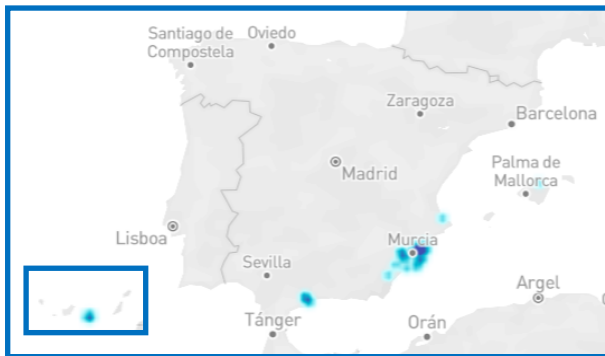 Santiago de
Compostela
Oviedo
Zaragoza
Barcelona
Madrid
Palma de
Mallorca
Lisboa
Murcia
Sevilla
Argel
Tánger
Orán